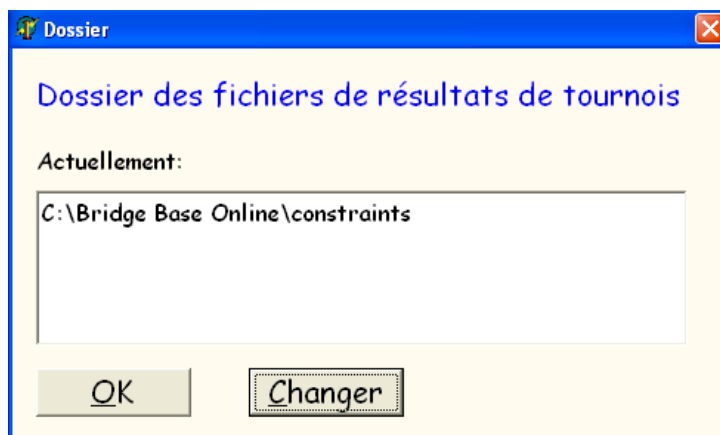 Dossier
Dossier des fichiers de résultats de tournois
Actuellement:
C:\Bridge Base Online\constraints
OK Changer